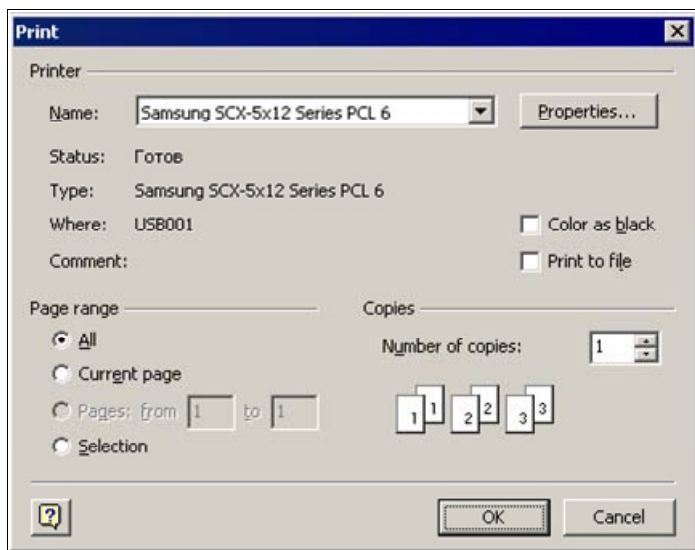 Print
Printer
Name: Samsung SCX-5x12 Series PCL 6 Properties...
Status: Готов
Type: Samsung SCX-5x12 Series PCL 6
Where: USB001 Color as black
Comment: Print to file
Page range Copies
All Number of copies: 1
Current page
Pages: from 1 to 1 1 1 2 2 3 3
Selection
OK Cancel